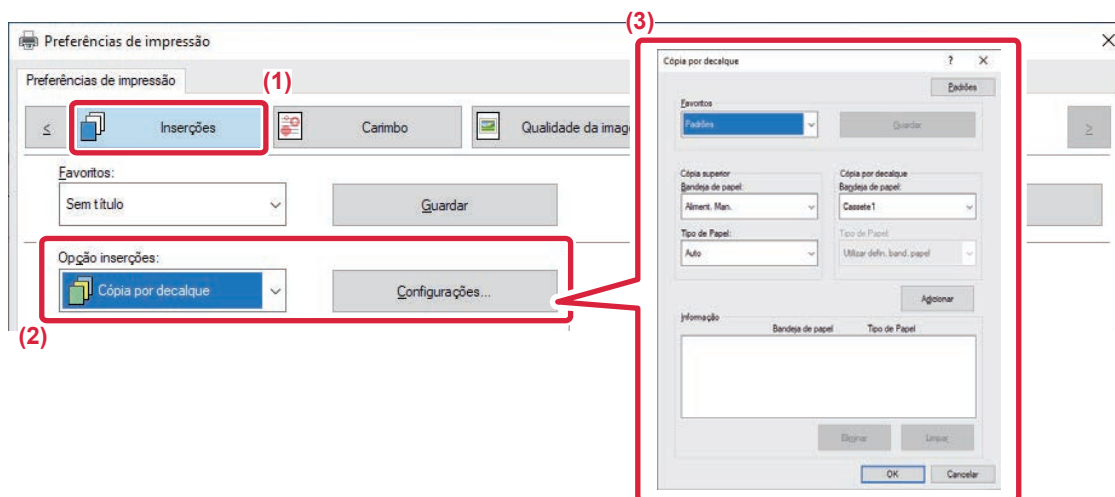 (3)
Preferências de impressão
Preferências de impressão
(1)
< Inserções Carimbo Qualidade da imag >
Favoritos:
Sem título Guardar
Opção inserções:
Cópia por decalque Configurações...
(2)
Cópia por decalque ?
Padrões
Favoritos
Padrões Guardar
Cópia superior Cópia por decalque
Bandeja de papel: Bandeja de papel:
Aliment. Man. Cassete1
Tipo de Papel: Tipo de Papel:
Auto Utilizar defin. band. papel
Adicionar
Informação
Bandeja de papel Tipo de Papel
Eliminar Limpar
OK Cancelar